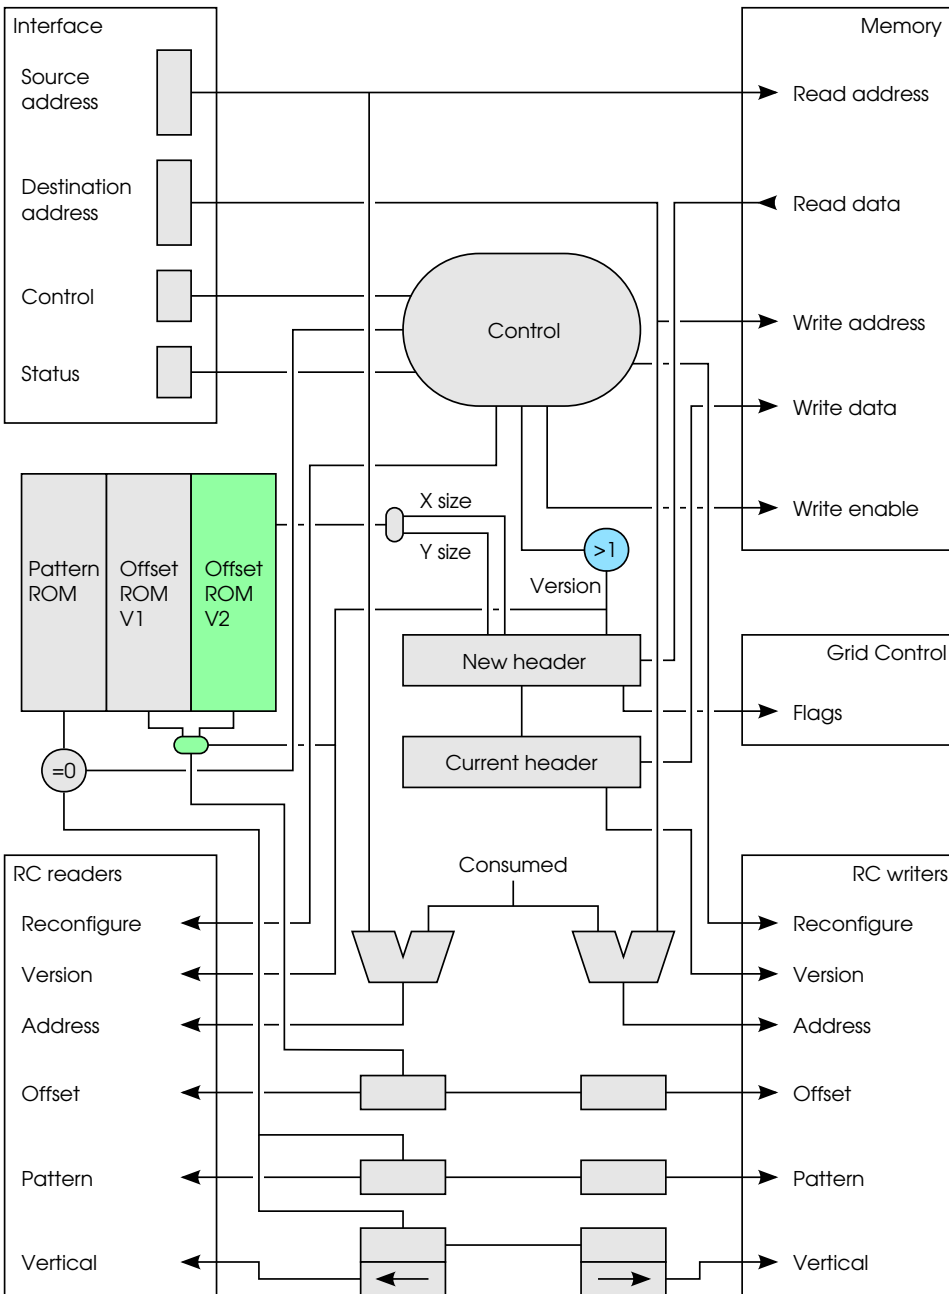 Interface
Source
address
Destination
address
Control
Status
Memory
Read address
Read data
Write address
Write data
Write enable
Control
X size
Y size
>1
Version
Pattern
ROM
Offset
ROM
V1
Offset
ROM
V2
=0
New header
Current header
Grid Control
Flags
Consumed
RC readers
Reconfigure
Version
Address
Offset
Pattern
Vertical
RC writers
Reconfigure
Version
Address
Offset
Pattern
Vertical